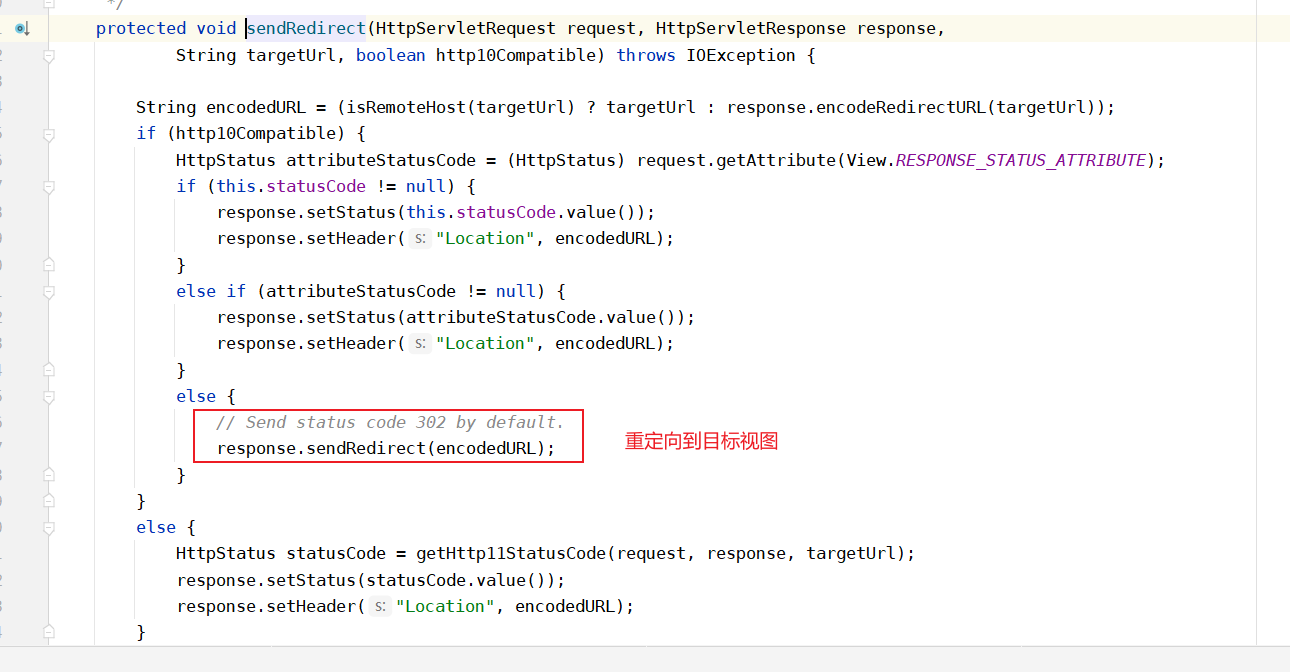 */
protected void sendRedirect(HttpServletRequest request, HttpServletResponse response,
String targetUrl, boolean http10Compatible) throws IOException {
String encodedURL = (isRemoteHost(targetUrl) ? targetUrl : response.encodeRedirectURL(targetUrl));
if (http10Compatible) {
HttpStatus attributeStatusCode = (HttpStatus) request.getAttribute(View.RESPONSE_STATUS_ATTRIBUTE);
if (this.statusCode != null) {
response.setStatus(this.statusCode.value());
response.setHeader( s: "Location", encodedURL);
}
else if (attributeStatusCode != null) {
response.setStatus(attributeStatusCode.value());
response.setHeader( s: "Location", encodedURL);
}
else {
// Send status code 302 by default.
response.sendRedirect(encodedURL);
重定向到目标视图
}
}
else {
HttpStatus statusCode = getHttp11StatusCode(request, response, targetUrl);
response.setStatus(statusCode.value());
response.setHeader( s: "Location", encodedURL);
}